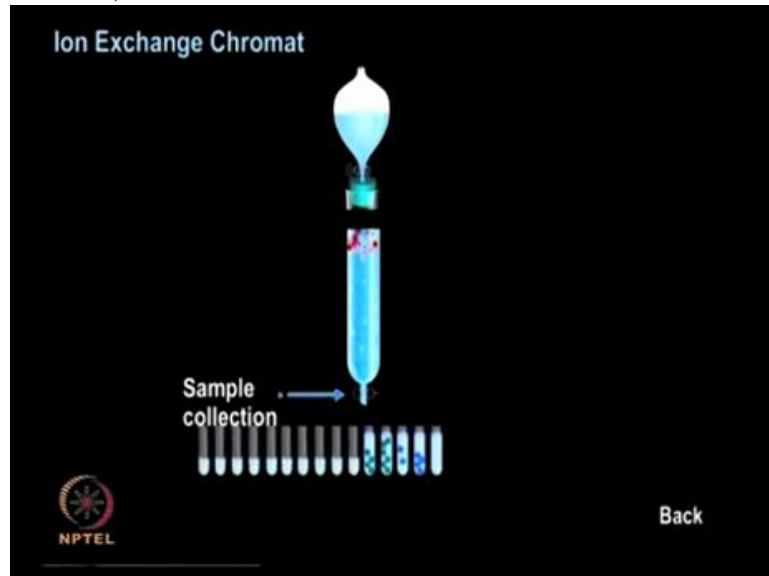 Ion Exchange Chromat
Sample
collection
Back
NPTEL